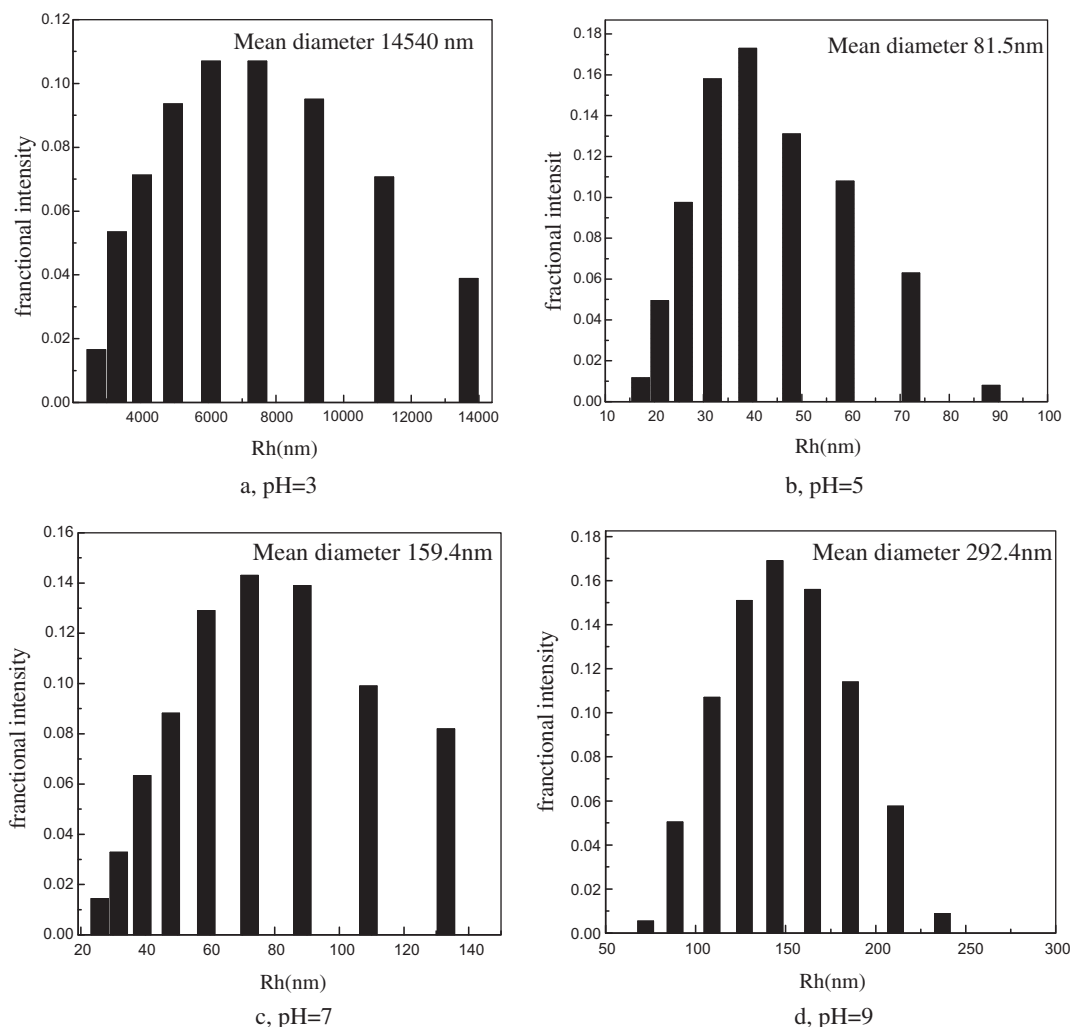 Mean diameter 14540 nm
0.12
0.10
0.08
0.06
0.04
0.02
0.00
franctional intensity
4000 6000 8000 10000 12000 14000
Rh(nm)
a, pH=3
Mean diameter 81.5nm
0.18
0.16
0.14
0.12
0.10
0.08
0.06
0.04
0.02
0.00
fractional intensit
10 20 30 40 50 60 70 80 90 100
Rh(nm)
b, pH=5
Mean diameter 159.4nm
0.16
0.14
0.12
0.10
0.08
0.06
0.04
0.02
0.00
franctional intensity
20 40 60 80 100 120 140
Rh(nm)
c, pH=7
Mean diameter 292.4nm
0.18
0.16
0.14
0.12
0.10
0.08
0.06
0.04
0.02
0.00
franctional intensity
50 100 150 200 250 300
Rh(nm)
d, pH=9